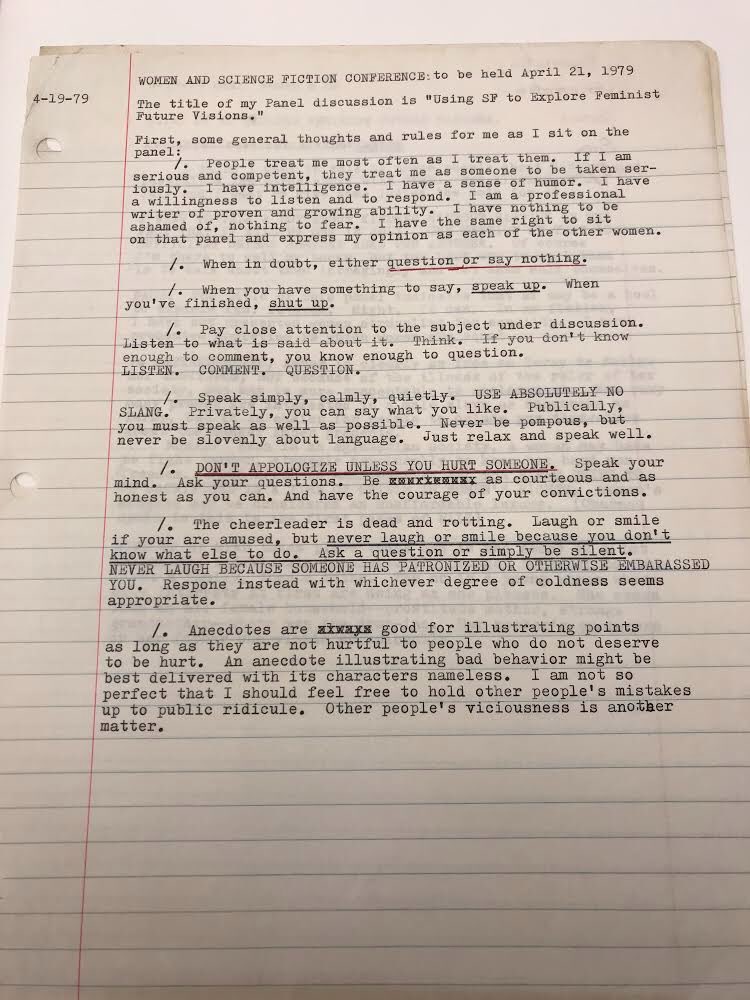 WOMEN AND SCIENCE FICTION CONFERENCE:to be held April 21, 1979
4-19-79
The title of my Panel discussion is "Using SF to Explore Feminist
Future Visions."
First, some general thoughts and rules for me as I sit on the
panel:
/. People treat me most often as I treat them. If I am
serious and competent, they treat me as someone to be taken ser-
iously. I have intelligence. I have a sense of humor. I have
a willingness to listen and to respond. I am a professional
writer of proven and growing ability. I have nothing to be
ashamed of, nothing to fear. I have the same right to sit
on that panel and express my opinion as each of the other women.
/. When in doubt, either question or say nothing.
/. When you have something to say, speak up. When
you've finished, shut up.
/. Pay close attention to the subject under discussion.
Listen to what is said about it. Think. If you don't know
enough to comment, you know enough to question.
LISTEN. COMMENT. QUESTION.
/. Speak simply, calmly, quietly. USE ABSOLUTELY NO
SLANG. Privately, you can say what you like. Publically,
you must speak as well as possible. Never be pompous, but
never be slovenly about language. Just relax and speak well.
/. DON'T APPOLOGIZE UNLESS YOU HURT SOMEONE. Speak your
mind. Ask your questions. Be as courteous and as
honest as you can. And have the courage of your convictions.
/. The cheerleader is dead and rotting. Laugh or smile
if your are amused, but never laugh or smile because you don't
know what else to do. Ask a question or simply be silent.
NEVER LAUGH BECAUSE SOMEONE HAS PATRONIZED OR OTHERWISE EMBARASSED
YOU. Respone instead with whichever degree of coldness seems
appropriate.
/. Anecdotes are good for illustrating points
as long as they are not hurtful to people who do not deserve
to be hurt. An anecdote illustrating bad behavior might be
best delivered with its characters nameless. I am not so
perfect that I should feel free to hold other people's mistakes
up to public ridicule. Other people's viciousness is another
matter.